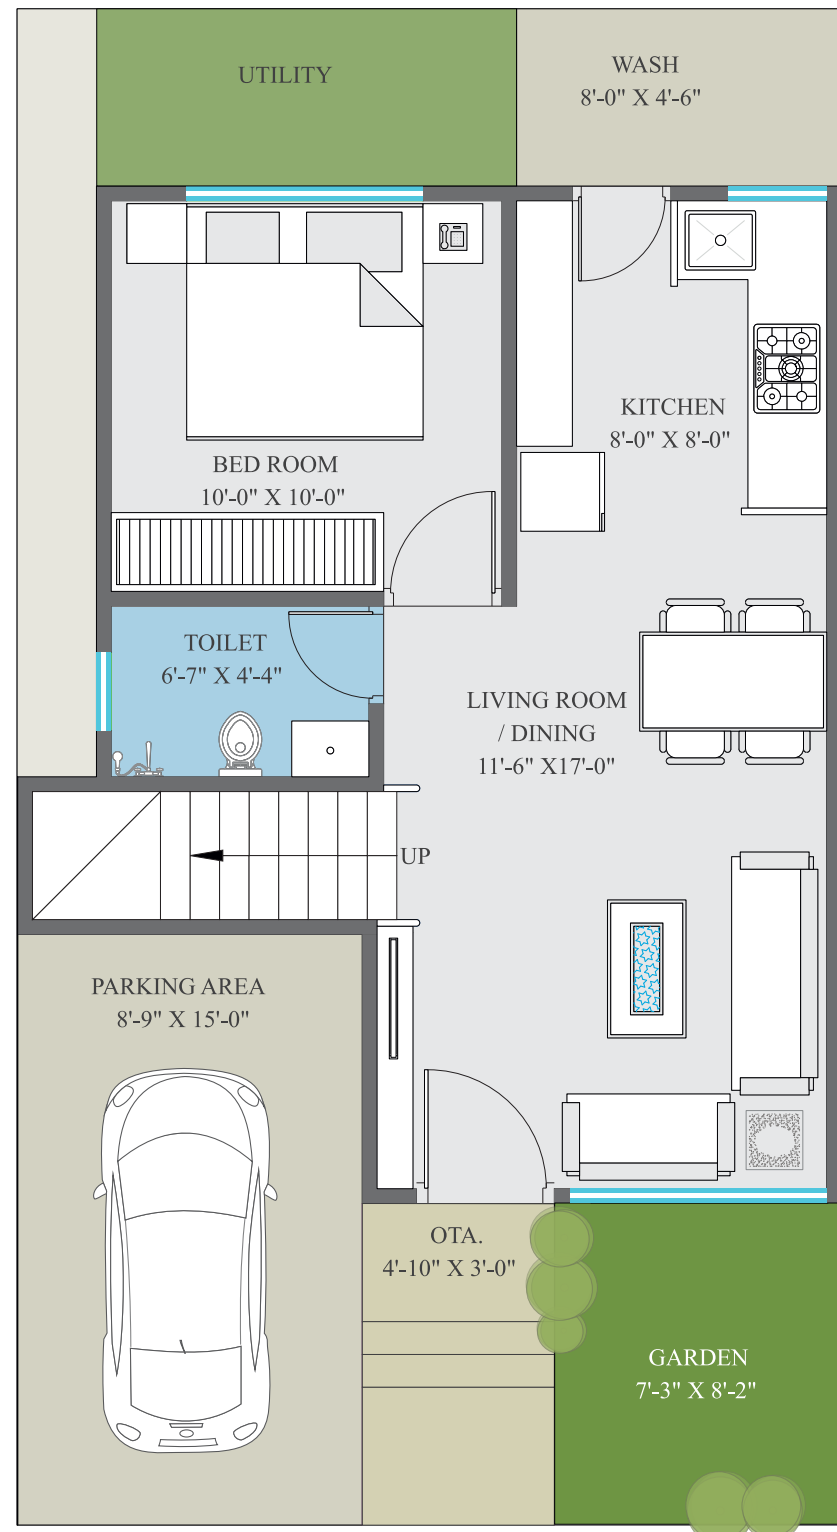 UTILITY
WASH
8'-0" X 4'-6"
KITCHEN
8'-0" X 8'-0"
BED ROOM
10'-0" X 10'-0"
TOILET
6'-7" X 4'-4"
LIVING ROOM
/ DINING
11'-6" X17'-0"
UP
PARKING AREA
8'-9" X 15'-0"
OTA.
4'-10" X 3'-0"
GARDEN
7'-3" X 8'-2"